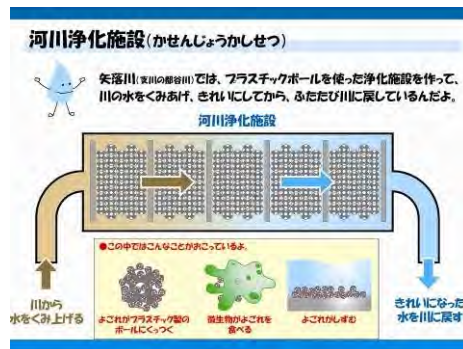 河川浄化施設(かせんじょうかしせつ)
矢落川(支川の都谷川)では、プラスチックボールを使った浄化施設を作って、
川の水をくみあげ、きれいにしてから、ふたたび川に戻しているんだよ。
河川浄化施設
●この中ではこんなことがおこっているよ。
よごれがプラスチック製の
ボールにくっつく
微生物がよごれを
食べる
よごれがしずむ
川から
水をくみ上げる
きれいになった
水を川に戻す